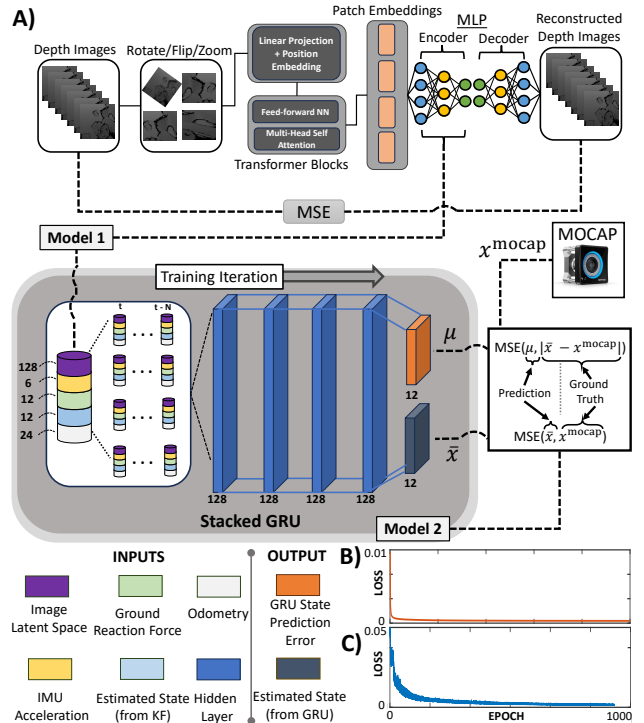 A)
Depth Images
Rotate/Flip/Zoom
Linear Projection
+ Position
Embedding
Feed-forward NN
Multi-Head Self
Attention
Transformer Blocks
Patch Embeddings
MLP
Encoder
Decoder
Reconstructed
Depth Images
MSE
Model 1
Training Iteration
t
t - N
128
6
12
12
24
128
128
128
128
Stacked GRU
μ
12
x̄
12
Model 2
x^mocap
MOCAP
MSE(μ, |x̄ − x^mocap|)
Prediction
Ground
Truth
MSE(x̄, x^mocap)
INPUTS
OUTPUT
Image
Latent Space
Ground
Reaction Force
Odometry
GRU State
Prediction
Error
IMU
Acceleration
Estimated State
(from KF)
Hidden
Layer
Estimated State
(from GRU)
B)
0.01
LOSS
0
C)
0.05
LOSS
0
0
EPOCH
1000